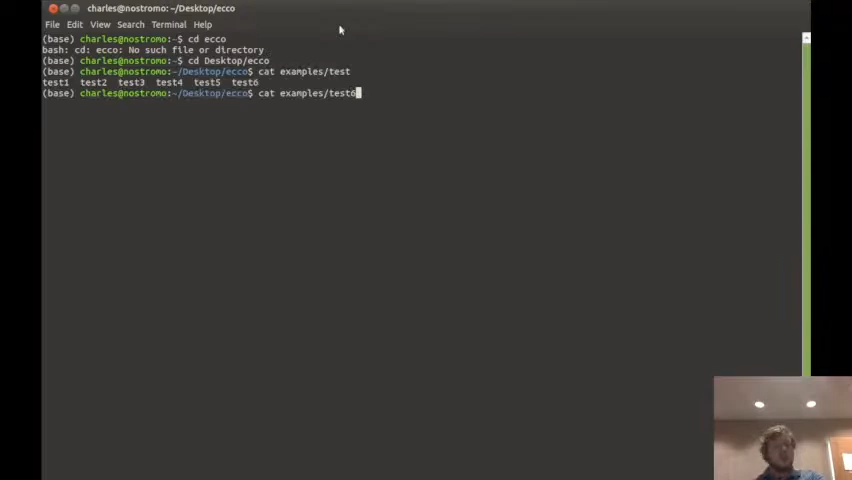 charles@nostromo: ~/Desktop/ecco
File Edit View Search Terminal Help
(base) charles@nostromo:~$ cd ecco
bash: cd: ecco: No such file or directory
(base) charles@nostromo:~$ cd Desktop/ecco
(base) charles@nostromo:~/Desktop/ecco$ cat examples/test
test1 test2 test3 test4 test5 test6
(base) charles@nostromo:~/Desktop/ecco$ cat examples/test6